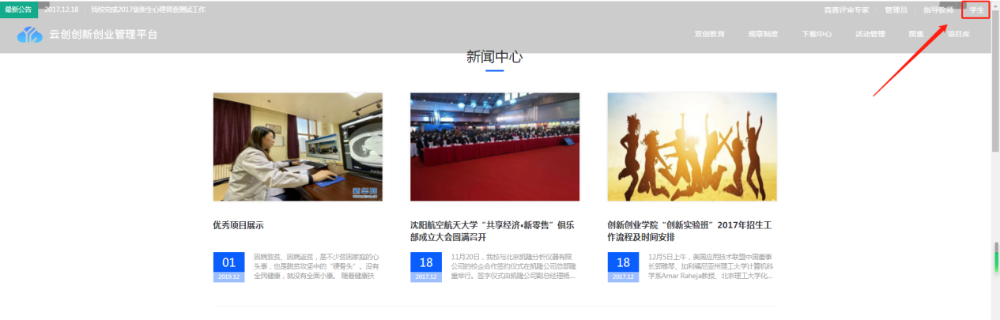 最新公告 2017.12.18 我校完成2017级新生心理普查测试工作
竞赛评审专家 管理员 指导教师 学生
云创创新创业管理平台
双创教育 规章制度 下载中心 活动管理 图集 项目库
新闻中心
新华网
优秀项目展示
01
2019.12
因病致贫、因病返贫，是不少贫困家庭的心
头事，也是脱贫攻坚中的“硬骨头”。没有
全民健康，就没有全面小康。 随着健康扶
沈阳航空航天大学“共享经济•新零售”俱乐
部成立大会圆满召开
18
2017.12
11月20日，我校与北京凯隆分析仪器有限
公司的校企合作签约仪式在凯隆公司总部隆
重举行。签字仪式由凯隆公司副总经理杨...
创新创业学院“创新实验班”2017年招生工
作流程及时间安排
18
2017.12
12月5日上午，美国应用技术联盟中国董事
长郭雅琴、加利福尼亚州理工大学计算机科
学系Amar Raheja教授、北京理工大学化...